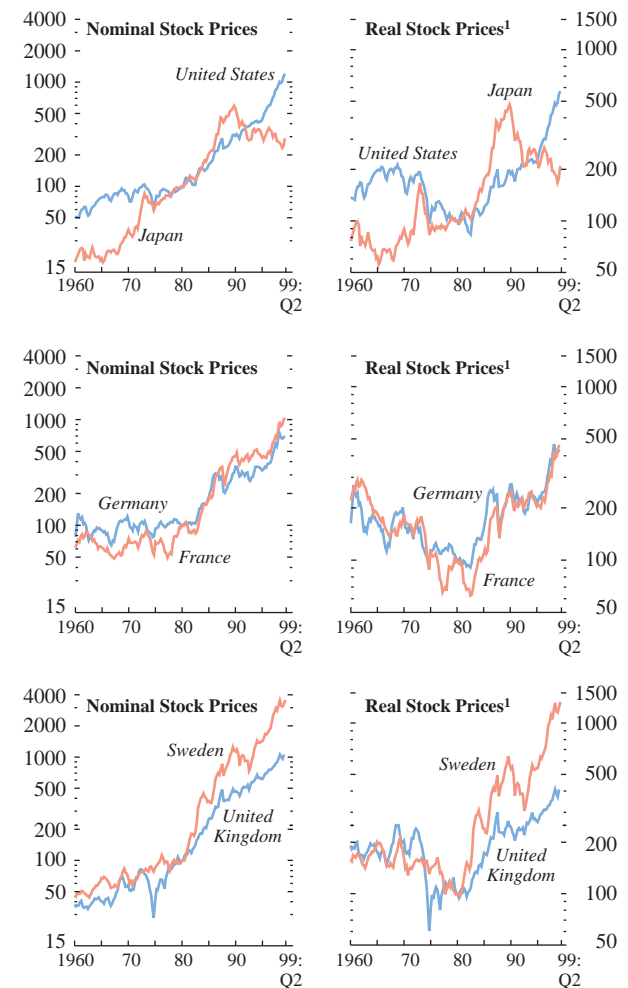 Nominal Stock Prices
4000
2000
1000
500
200
100
50
15
United States
Japan
1960 70 80 90 99:
Q2
Real Stock Prices1
1500
1000
500
200
100
50
Japan
United States
1960 70 80 90 99:
Q2
Nominal Stock Prices
4000
2000
1000
500
200
100
50
15
Germany
France
1960 70 80 90 99:
Q2
Real Stock Prices1
1500
1000
500
200
100
50
Germany
France
1960 70 80 90 99:
Q2
Nominal Stock Prices
4000
2000
1000
500
200
100
50
15
Sweden
United
Kingdom
1960 70 80 90 99:
Q2
Real Stock Prices1
1500
1000
500
200
100
50
Sweden
United
Kingdom
1960 70 80 90 99:
Q2